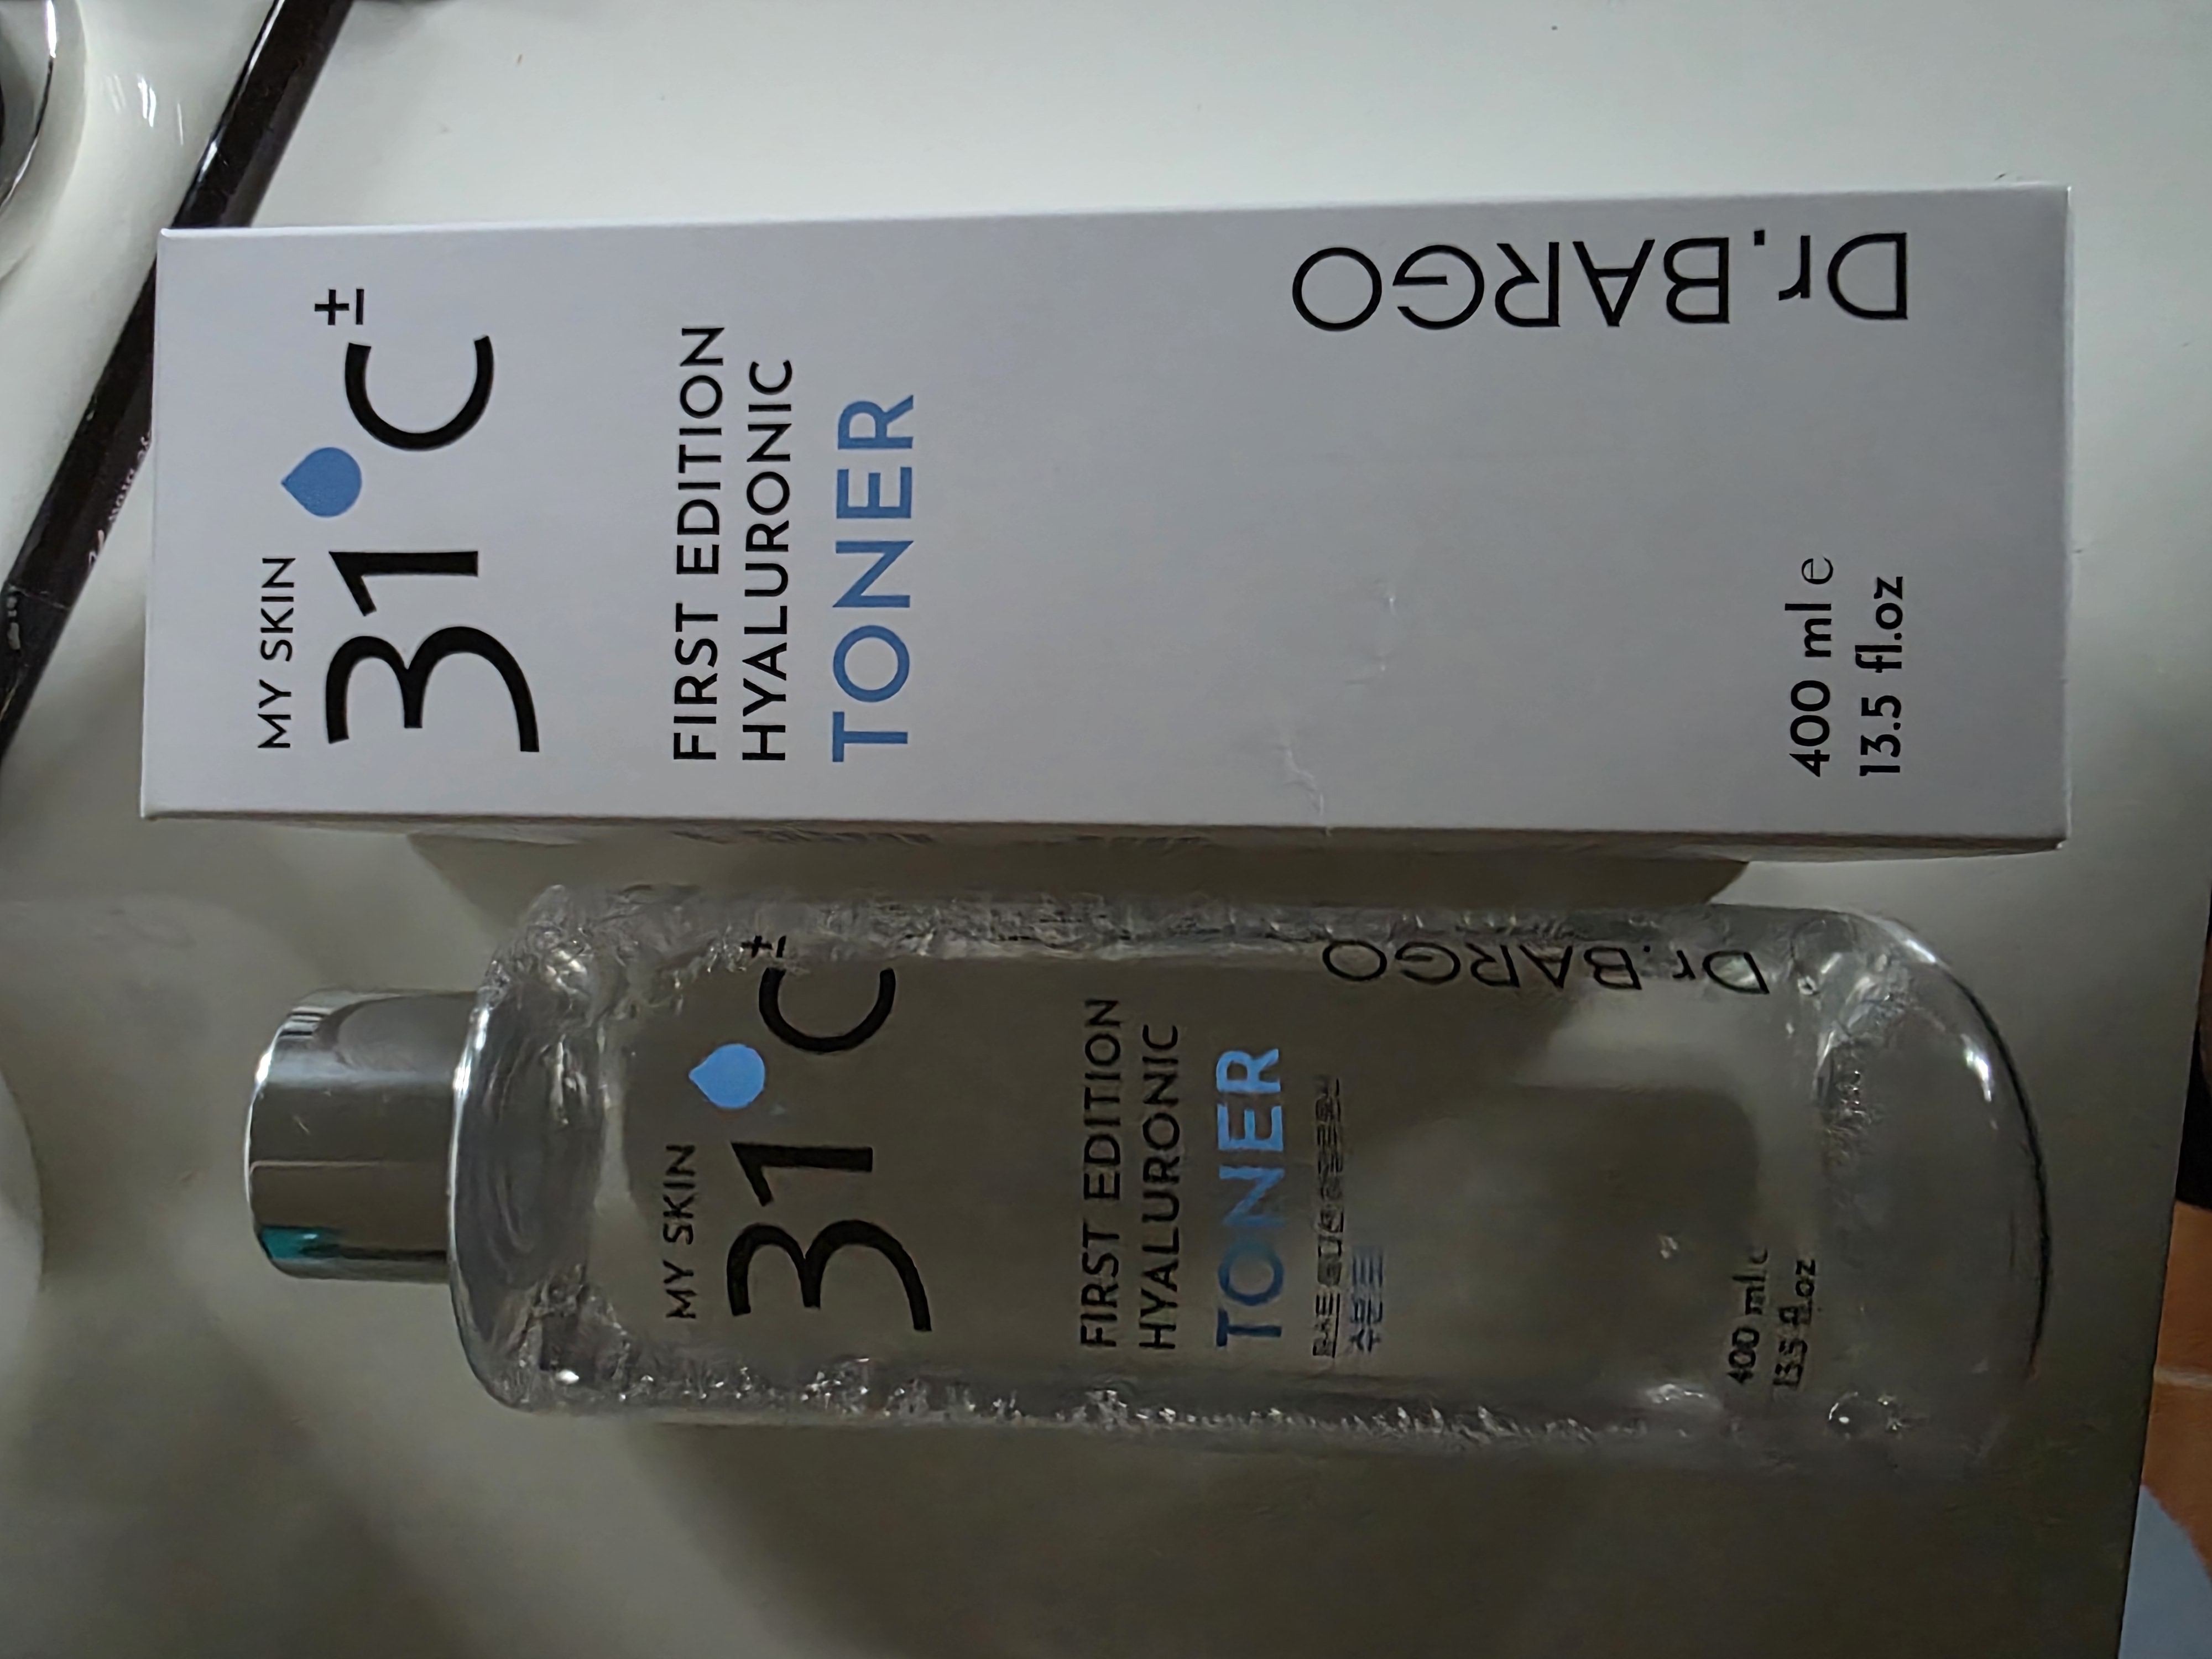 MY SKIN
31°C±
FIRST EDITION
HYALURONIC
TONER
Dr.BARGO
400 ml e
13.5 fl.oz
MY SKIN
31°C±
FIRST EDITION
HYALURONIC
TONER
Dr.BARGO
400 ml e
13.5 fl.oz